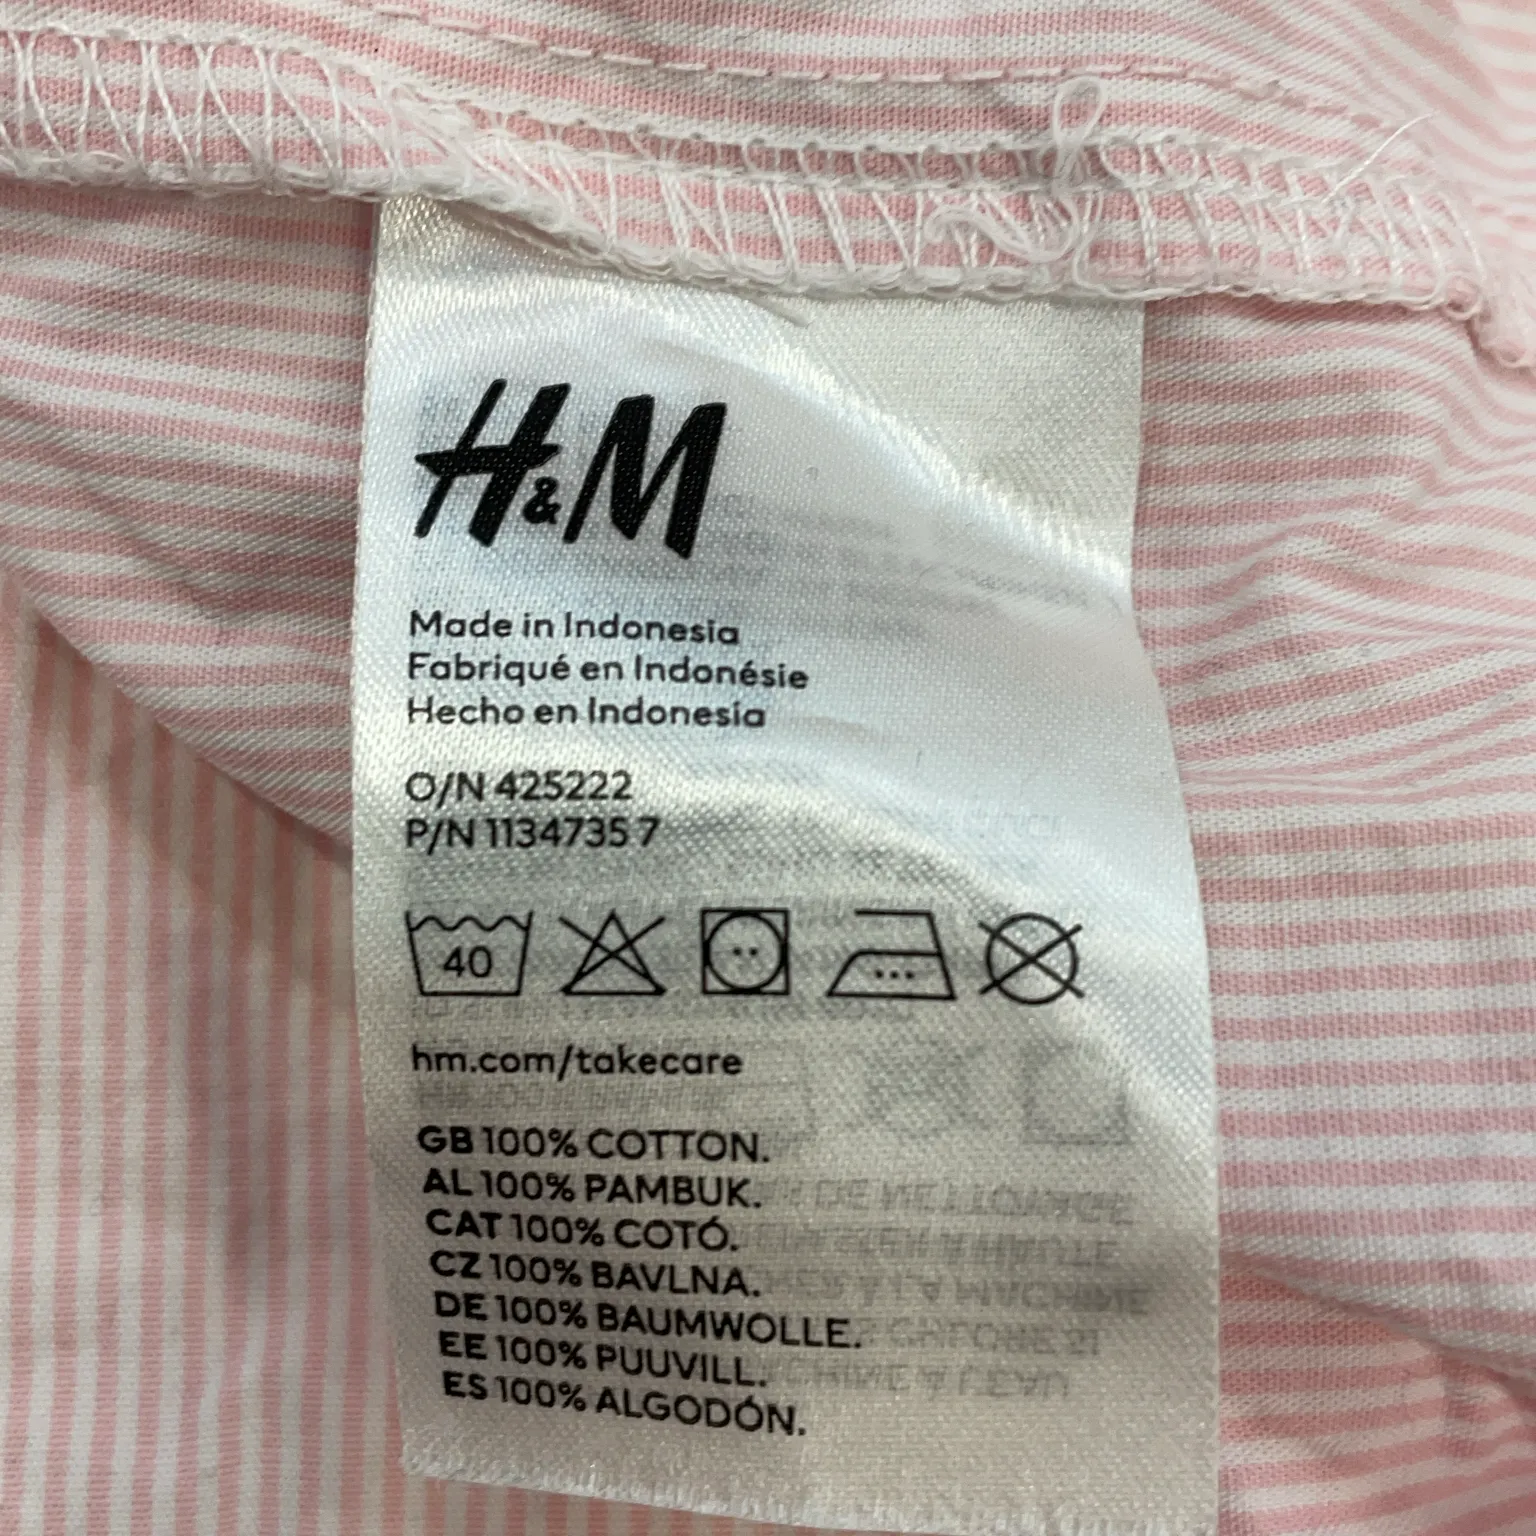 H&M
Made in Indonesia
Fabriqué en Indonésie
Hecho en Indonesia
O/N 425222
P/N 1134735 7
40
hm.com/takecare
GB 100% COTTON.
AL 100% PAMBUK.
CAT 100% COTÓ.
CZ 100% BAVLNA.
DE 100% BAUMWOLLE.
EE 100% PUUVILL.
ES 100% ALGODÓN.